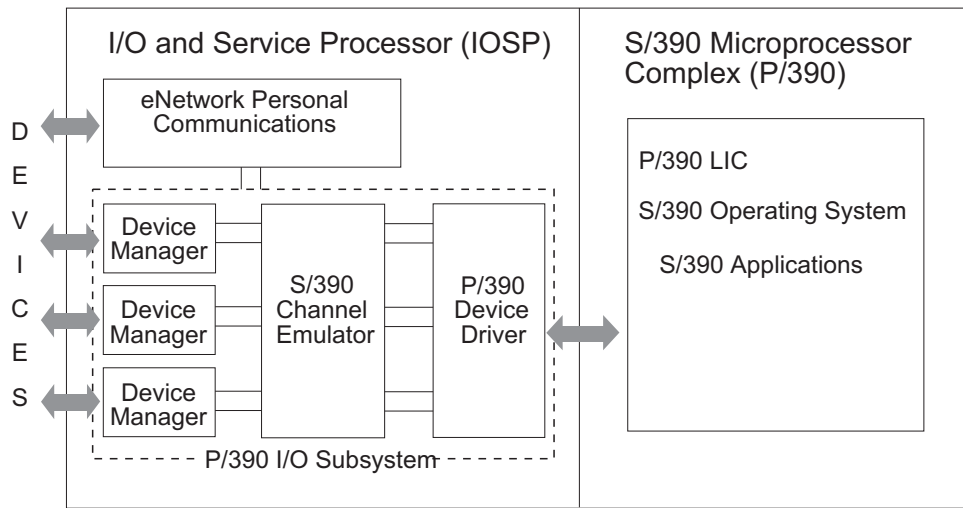 I/O and Service Processor (IOSP)
eNetwork Personal
Communications
D
E
V
I
C
E
S
Device
Manager
Device
Manager
Device
Manager
S/390
Channel
Emulator
P/390
Device
Driver
P/390 I/O Subsystem
S/390 Microprocessor
Complex (P/390)
P/390 LIC
S/390 Operating System
S/390 Applications